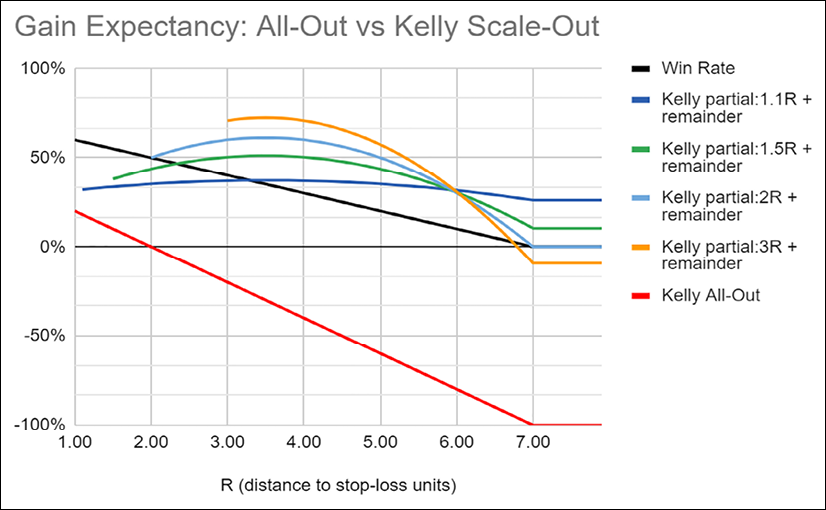 Gain Expectancy: All-Out vs Kelly Scale-Out
100%
50%
0%
-50%
-100%
1.00 2.00 3.00 4.00 5.00 6.00 7.00
R (distance to stop-loss units)
Win Rate
Kelly partial:1.1R +
remainder
Kelly partial:1.5R +
remainder
Kelly partial:2R +
remainder
Kelly partial:3R +
remainder
Kelly All-Out